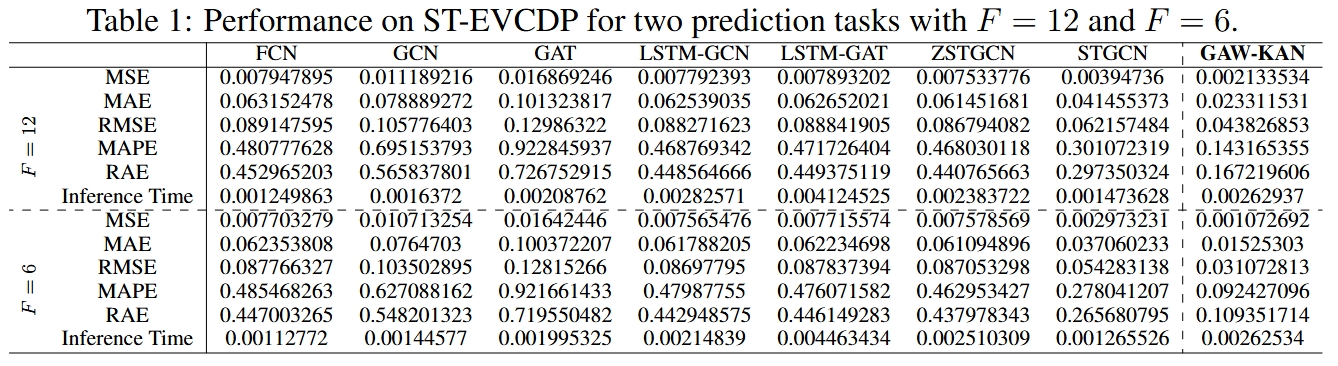 Table 1: Performance on ST-EVCDP for two prediction tasks with F = 12 and F = 6.
FCN GCN GAT LSTM-GCN LSTM-GAT ZSTGCN STGCN GAW-KAN
F = 12
MSE 0.007947895 0.011189216 0.016869246 0.007792393 0.007893202 0.007533776 0.00394736 0.002133534
MAE 0.063152478 0.078889272 0.101323817 0.062539035 0.062652021 0.061451681 0.041455373 0.023311531
RMSE 0.089147595 0.105776403 0.12986322 0.088271623 0.088841905 0.086794082 0.062157484 0.043826853
MAPE 0.480777628 0.695153793 0.922845937 0.468769342 0.471726404 0.468030118 0.301072319 0.143165355
RAE 0.452965203 0.565837801 0.726752915 0.448564666 0.449375119 0.440765663 0.297350324 0.167219606
Inference Time 0.001249863 0.0016372 0.00208762 0.00282571 0.004124525 0.002383722 0.001473628 0.00262937
F = 6
MSE 0.007703279 0.010713254 0.01642446 0.007565476 0.007715574 0.007578569 0.002973231 0.001072692
MAE 0.062353808 0.0764703 0.100372207 0.061788205 0.062234698 0.061094896 0.037060233 0.01525303
RMSE 0.087766327 0.103502895 0.12815266 0.08697795 0.087837394 0.087053298 0.054283138 0.031072813
MAPE 0.485468263 0.627088162 0.921661433 0.47987755 0.476071582 0.462953427 0.278041207 0.092427096
RAE 0.447003265 0.548201323 0.719550482 0.442948575 0.446149283 0.437978343 0.265680795 0.109351714
Inference Time 0.00112772 0.00144577 0.001995325 0.00214839 0.004463434 0.002510309 0.001265526 0.00262534